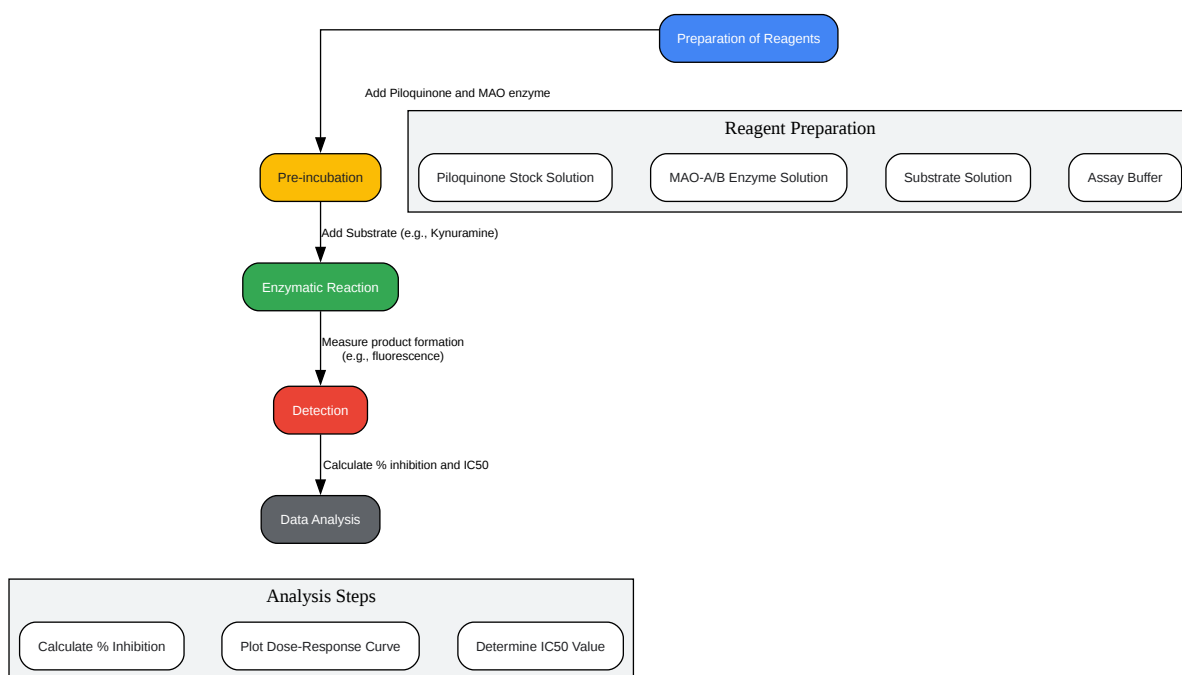 Preparation of Reagents
Add Piloquinone and MAO enzyme
Reagent Preparation
Pre-incubation
Piloquinone Stock Solution
MAO-A/B Enzyme Solution
Substrate Solution
Assay Buffer
Add Substrate (e.g., Kynuramine)
Enzymatic Reaction
Measure product formation
(e.g., fluorescence)
Detection
Calculate % inhibition and IC50
Data Analysis
Analysis Steps
Calculate % Inhibition
Plot Dose-Response Curve
Determine IC50 Value